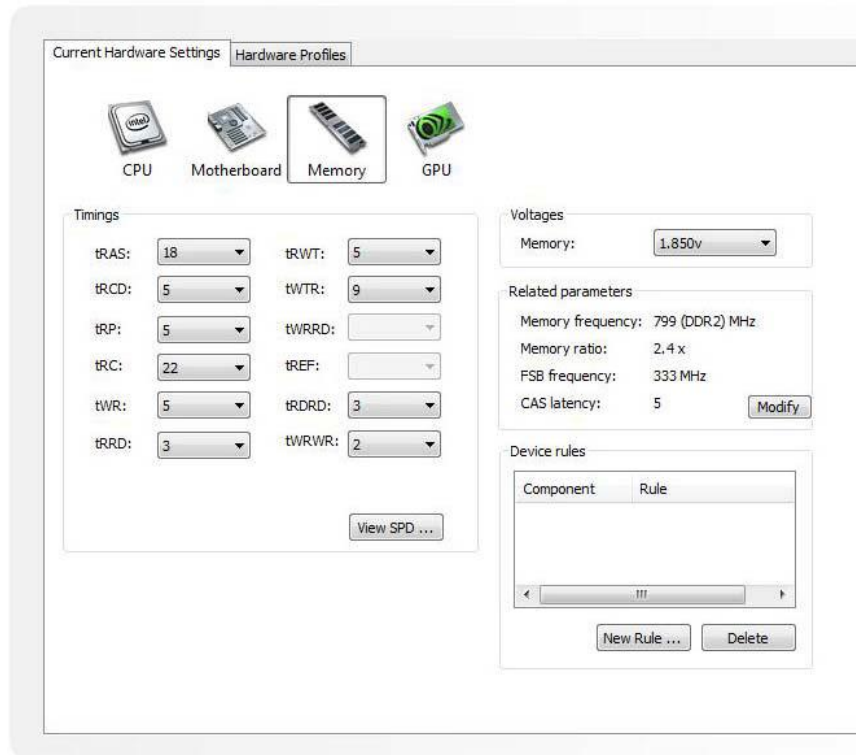 Current Hardware Settings
Hardware Profiles
intel
CPU
Motherboard
Memory
GPU
Timings
tRAS: 18
tRWT: 5
tRCD: 5
tWTR: 9
tRP: 5
tWRRD:
tRC: 22
tREF:
tWR: 5
tRDRD: 3
tRRD: 3
tWRWR: 2
View SPD ...
Voltages
Memory: 1.850v
Related parameters
Memory frequency: 799 (DDR2) MHz
Memory ratio: 2.4 x
FSB frequency: 333 MHz
CAS latency: 5
Modify
Device rules
Component Rule
New Rule ... Delete